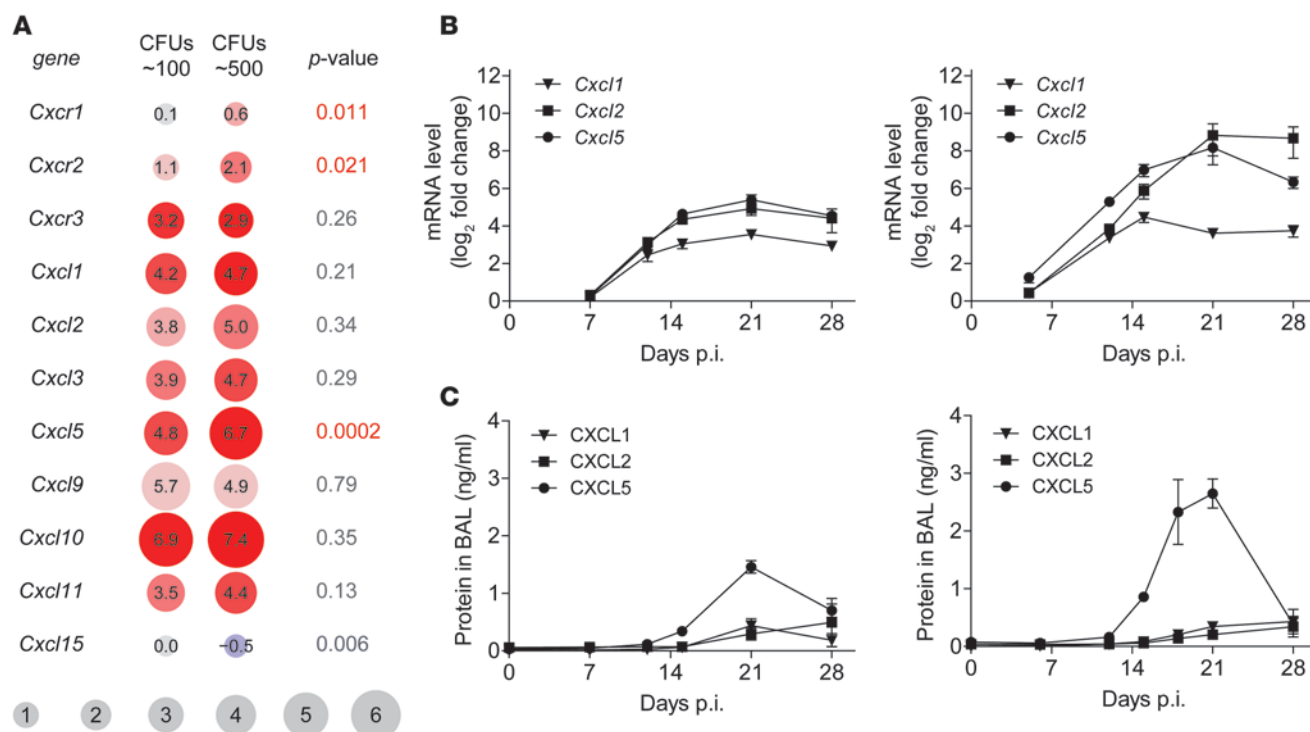 A
gene CFUs ~100 CFUs ~500 p-value
Cxcr1 0.1 0.6 0.011
Cxcr2 1.1 2.1 0.021
Cxcr3 3.2 2.9 0.26
Cxcl1 4.2 4.7 0.21
Cxcl2 3.8 5.0 0.34
Cxcl3 3.9 4.7 0.29
Cxcl5 4.8 6.7 0.0002
Cxcl9 5.7 4.9 0.79
Cxcl10 6.9 7.4 0.35
Cxcl11 3.5 4.4 0.13
Cxcl15 0.0 −0.5 0.006
1 2 3 4 5 6
B
mRNA level
(log2 fold change)
12
10
8
6
4
2
0
Cxcl1
Cxcl2
Cxcl5
0 7 14 21 28
Days p.i.
mRNA level
(log2 fold change)
12
10
8
6
4
2
0
Cxcl1
Cxcl2
Cxcl5
0 7 14 21 28
Days p.i.
C
Protein in BAL (ng/ml)
4
3
2
1
0
CXCL1
CXCL2
CXCL5
0 7 14 21 28
Days p.i.
Protein in BAL (ng/ml)
4
3
2
1
0
CXCL1
CXCL2
CXCL5
0 7 14 21 28
Days p.i.